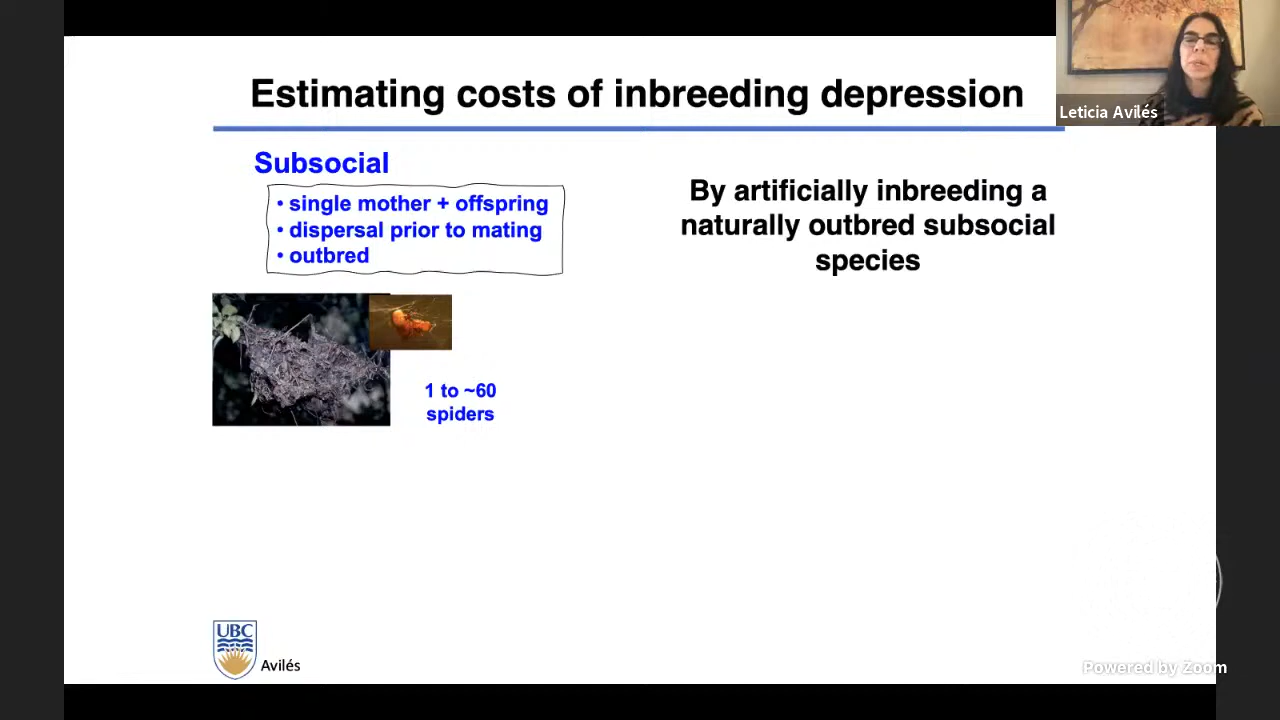 Estimating costs of inbreeding depression
Leticia Avilés
Subsocial
• single mother + offspring
• dispersal prior to mating
• outbred
By artificially inbreeding a
naturally outbred subsocial
species
1 to ~60
spiders
UBC
Avilés
Powered by Zoom